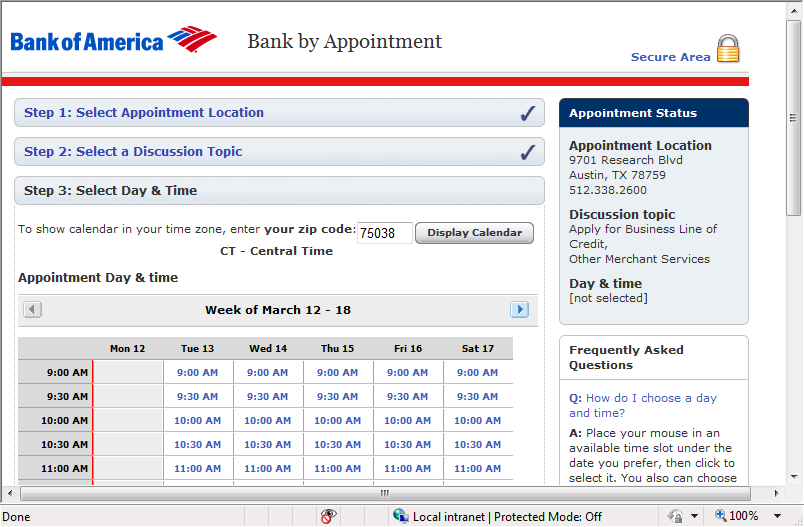 Bank of America
Bank by Appointment
Secure Area
Step 1: Select Appointment Location
Step 2: Select a Discussion Topic
Step 3: Select Day & Time
To show calendar in your time zone, enter your zip code: 75038 Display Calendar
CT - Central Time
Appointment Day & time
Week of March 12 - 18
Mon 12 Tue 13 Wed 14 Thu 15 Fri 16 Sat 17
9:00 AM 9:00 AM 9:00 AM 9:00 AM 9:00 AM 9:00 AM
9:30 AM 9:30 AM 9:30 AM 9:30 AM 9:30 AM 9:30 AM
10:00 AM 10:00 AM 10:00 AM 10:00 AM 10:00 AM 10:00 AM
10:30 AM 10:30 AM 10:30 AM 10:30 AM 10:30 AM 10:30 AM
11:00 AM 11:00 AM 11:00 AM 11:00 AM 11:00 AM 11:00 AM
Appointment Status
Appointment Location
9701 Research Blvd
Austin, TX 78759
512.338.2600
Discussion topic
Apply for Business Line of
Credit,
Other Merchant Services
Day & time
[not selected]
Frequently Asked
Questions
Q: How do I choose a day
and time?
A: Place your mouse in an
available time slot under the
date you prefer, then click to
select it. You also can choose
Done
Local intranet | Protected Mode: Off
100%